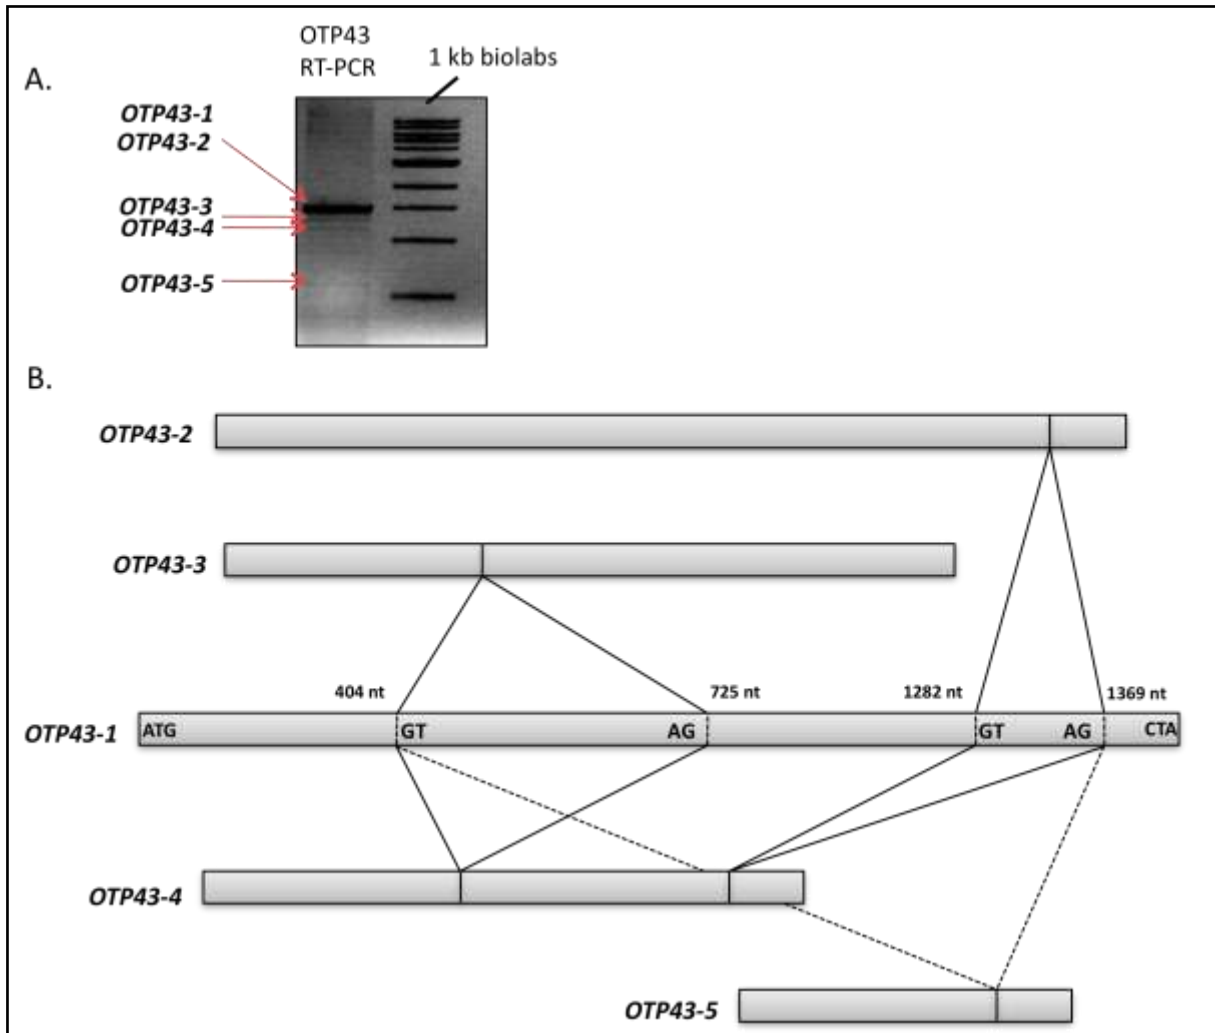 A.
OTP43
RT-PCR
1 kb biolabs
OTP43-1
OTP43-2
OTP43-3
OTP43-4
OTP43-5
B.
OTP43-2
OTP43-3
404 nt
725 nt
1282 nt
1369 nt
OTP43-1
ATG
GT
AG
GT
AG
CTA
OTP43-4
OTP43-5